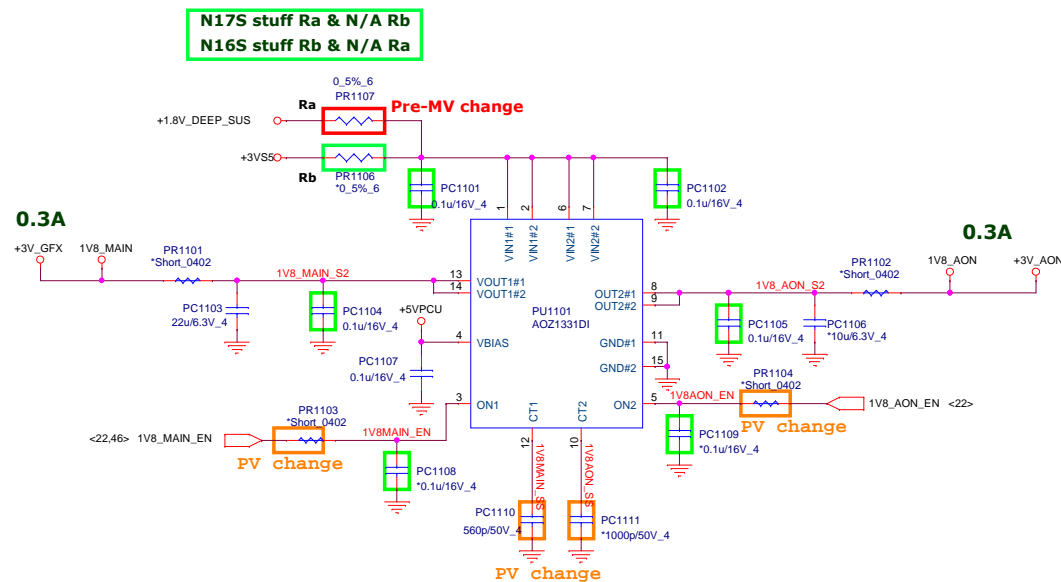 N17S stuff Ra & N/A Rb
N16S stuff Rb & N/A Ra
0_5%_6
PR1107
Ra
Pre-MV change
+1.8V_DEEP_SUS
+3VS5
Rb
PR1106
*0_5%_6
PC1101
0.1u/16V_4
PC1102
0.1u/16V_4
1
2
6
7
VIN1#1
VIN1#2
VIN2#1
VIN2#2
0.3A
+3V_GFX
1V8_MAIN
PR1101
*Short_0402
1V8_MAIN_S2
13
14
VOUT1#1
VOUT1#2
PC1103
22u/6.3V_4
PC1104
0.1u/16V_4
+5VPCU
4
VBIAS
PC1107
0.1u/16V_4
PU1101
AOZ1331DI
0.3A
1V8_AON
+3V_AON
PR1102
*Short_0402
1V8_AON_S2
OUT2#1
OUT2#2
8
9
PC1105
0.1u/16V_4
PC1106
*10u/6.3V_4
GND#1
GND#2
11
15
PR1104
*Short_0402
3
ON1
ON2
5
1V8AON_EN
1V8_AON_EN
<22>
PV change
PC1109
*0.1u/16V_4
PR1103
*Short_0402
<22,46>
1V8_MAIN_EN
1V8MAIN_EN
PV change
PC1108
*0.1u/16V_4
CT1
CT2
12
10
1V8MAIN_SS
1V8AON_SS
PC1110
560p/50V_4
PC1111
*1000p/50V_4
PV change